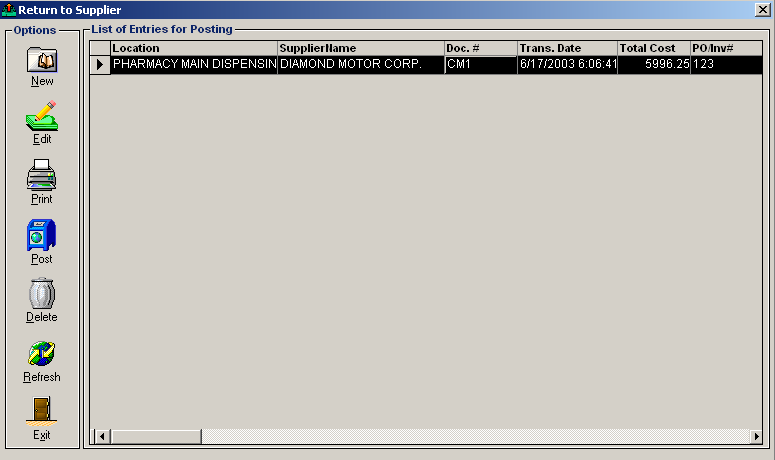 Return to Supplier
Options
List of Entries for Posting
Location SupplierName Doc. # Trans. Date Total Cost PO/Inv#
PHARMACY MAIN DISPENSIN DIAMOND MOTOR CORP. CM1 6/17/2003 6:06:41 5996.25 123
New
Edit
Print
Post
Delete
Refresh
Exit